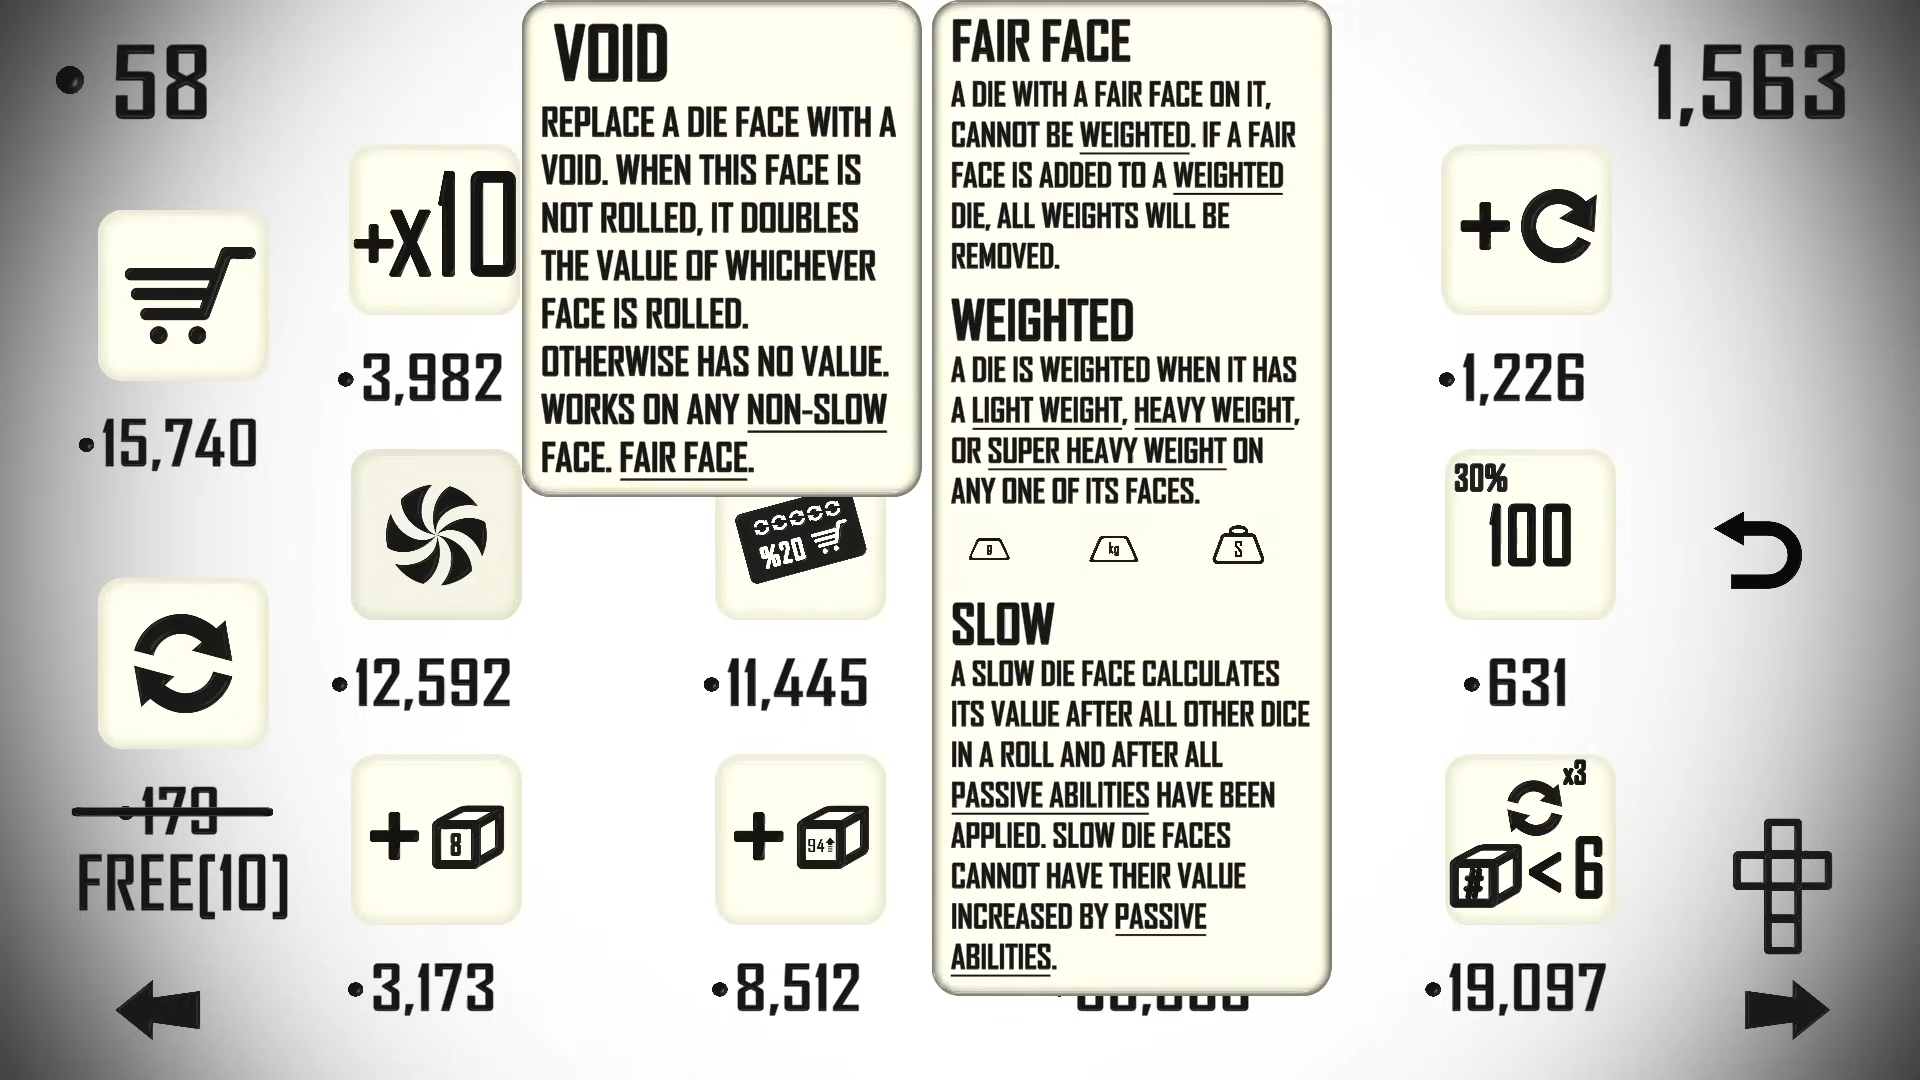 58
1,563
+x10
3,982
15,740
12,592
FREE[10]
179
+8
3,173
VOID
REPLACE A DIE FACE WITH A
VOID. WHEN THIS FACE IS
NOT ROLLED, IT DOUBLES
THE VALUE OF WHICHEVER
FACE IS ROLLED.
OTHERWISE HAS NO VALUE.
WORKS ON ANY NON-SLOW
FACE. FAIR FACE.
%20
11,445
+94
8,512
FAIR FACE
A DIE WITH A FAIR FACE ON IT,
CANNOT BE WEIGHTED. IF A FAIR
FACE IS ADDED TO A WEIGHTED
DIE, ALL WEIGHTS WILL BE
REMOVED.
WEIGHTED
A DIE IS WEIGHTED WHEN IT HAS
A LIGHT WEIGHT, HEAVY WEIGHT,
OR SUPER HEAVY WEIGHT ON
ANY ONE OF ITS FACES.
g kg S
SLOW
A SLOW DIE FACE CALCULATES
ITS VALUE AFTER ALL OTHER DICE
IN A ROLL AND AFTER ALL
PASSIVE ABILITIES HAVE BEEN
APPLIED. SLOW DIE FACES
CANNOT HAVE THEIR VALUE
INCREASED BY PASSIVE
ABILITIES.
+
1,226
30%
100
631
x3
# < 6
19,097